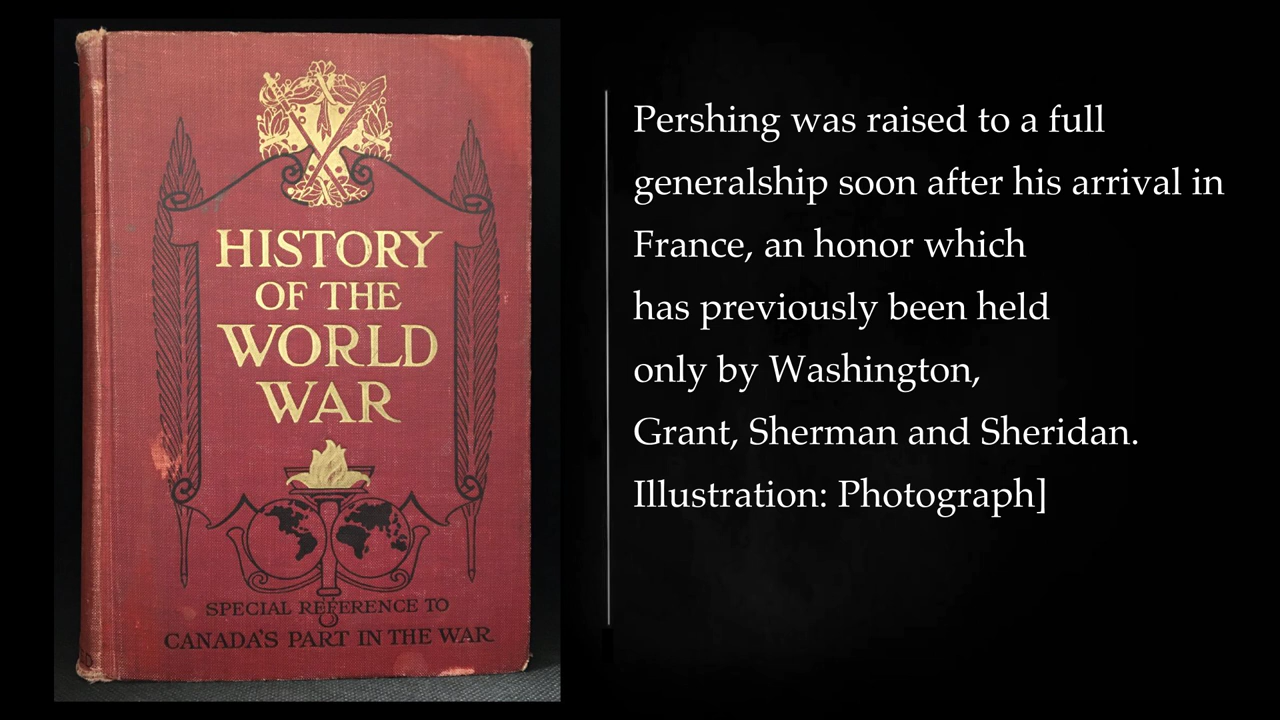 HISTORY
OF THE
WORLD
WAR
SPECIAL REFERENCE TO
CANADA'S PART IN THE WAR
Pershing was raised to a full
generalship soon after his arrival in
France, an honor which
has previously been held
only by Washington,
Grant, Sherman and Sheridan.
Illustration: Photograph]